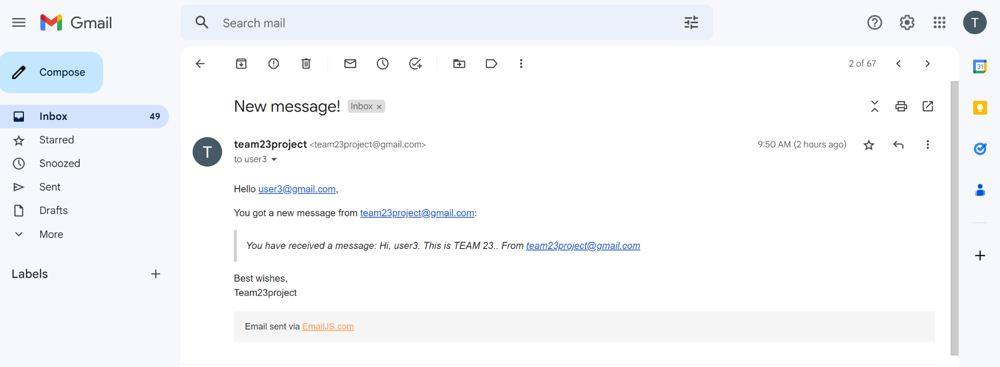 Gmail
Search mail
T
Compose
2 of 67
31
Inbox 49
Starred
Snoozed
Sent
Drafts
More
Labels
New message! Inbox ×
T
team23project <team23project@gmail.com> 9:50 AM (2 hours ago)
to user3
Hello user3@gmail.com,
You got a new message from team23project@gmail.com:
You have received a message: Hi, user3. This is TEAM 23.. From team23project@gmail.com
Best wishes,
Team23project
Email sent via EmailJS.com